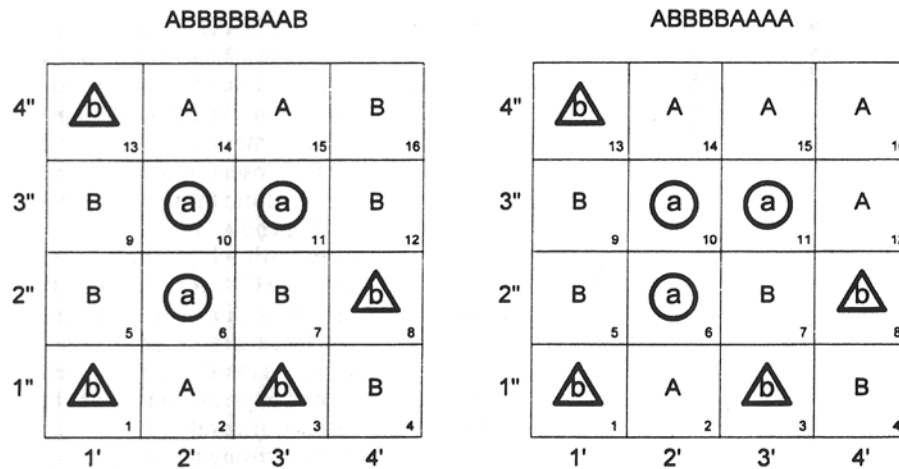 ABBBBBAAB
4" b A A B
13 14 15 16
3" B a a B
9 10 11 12
2" B a B b
5 6 7 8
1" b A b B
1 2 3 4
1' 2' 3' 4'
ABBBBAAAA
4" b A A A
13 14 15
3" B a a A
9 10 11
2" B a B b
5 6 7 8
1" b A b B
1 2 3 4
1' 2' 3' 4'